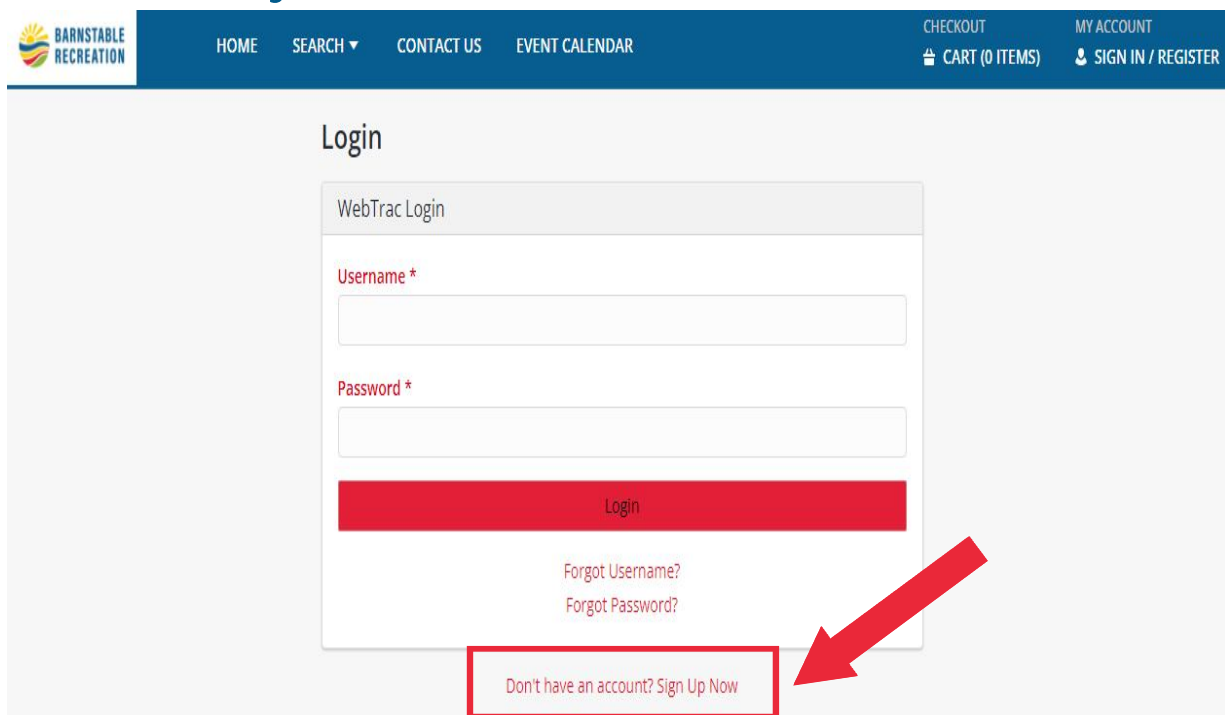 BARNSTABLE
RECREATION
HOME SEARCH ▾ CONTACT US EVENT CALENDAR
CHECKOUT
CART (0 ITEMS)
MY ACCOUNT
SIGN IN / REGISTER
Login
WebTrac Login
Username *
Password *
Login
Forgot Username?
Forgot Password?
Don't have an account? Sign Up Now